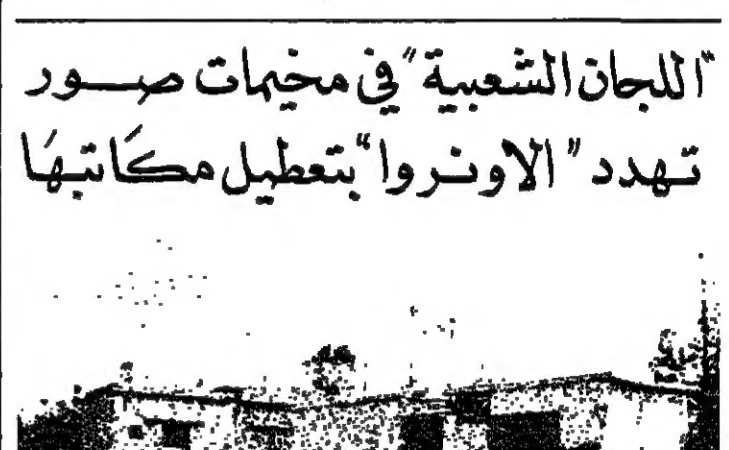 "اللجان الشعبية" في مخيمات صور
تهدد "الاونروا" بتعطيل مكاتبها